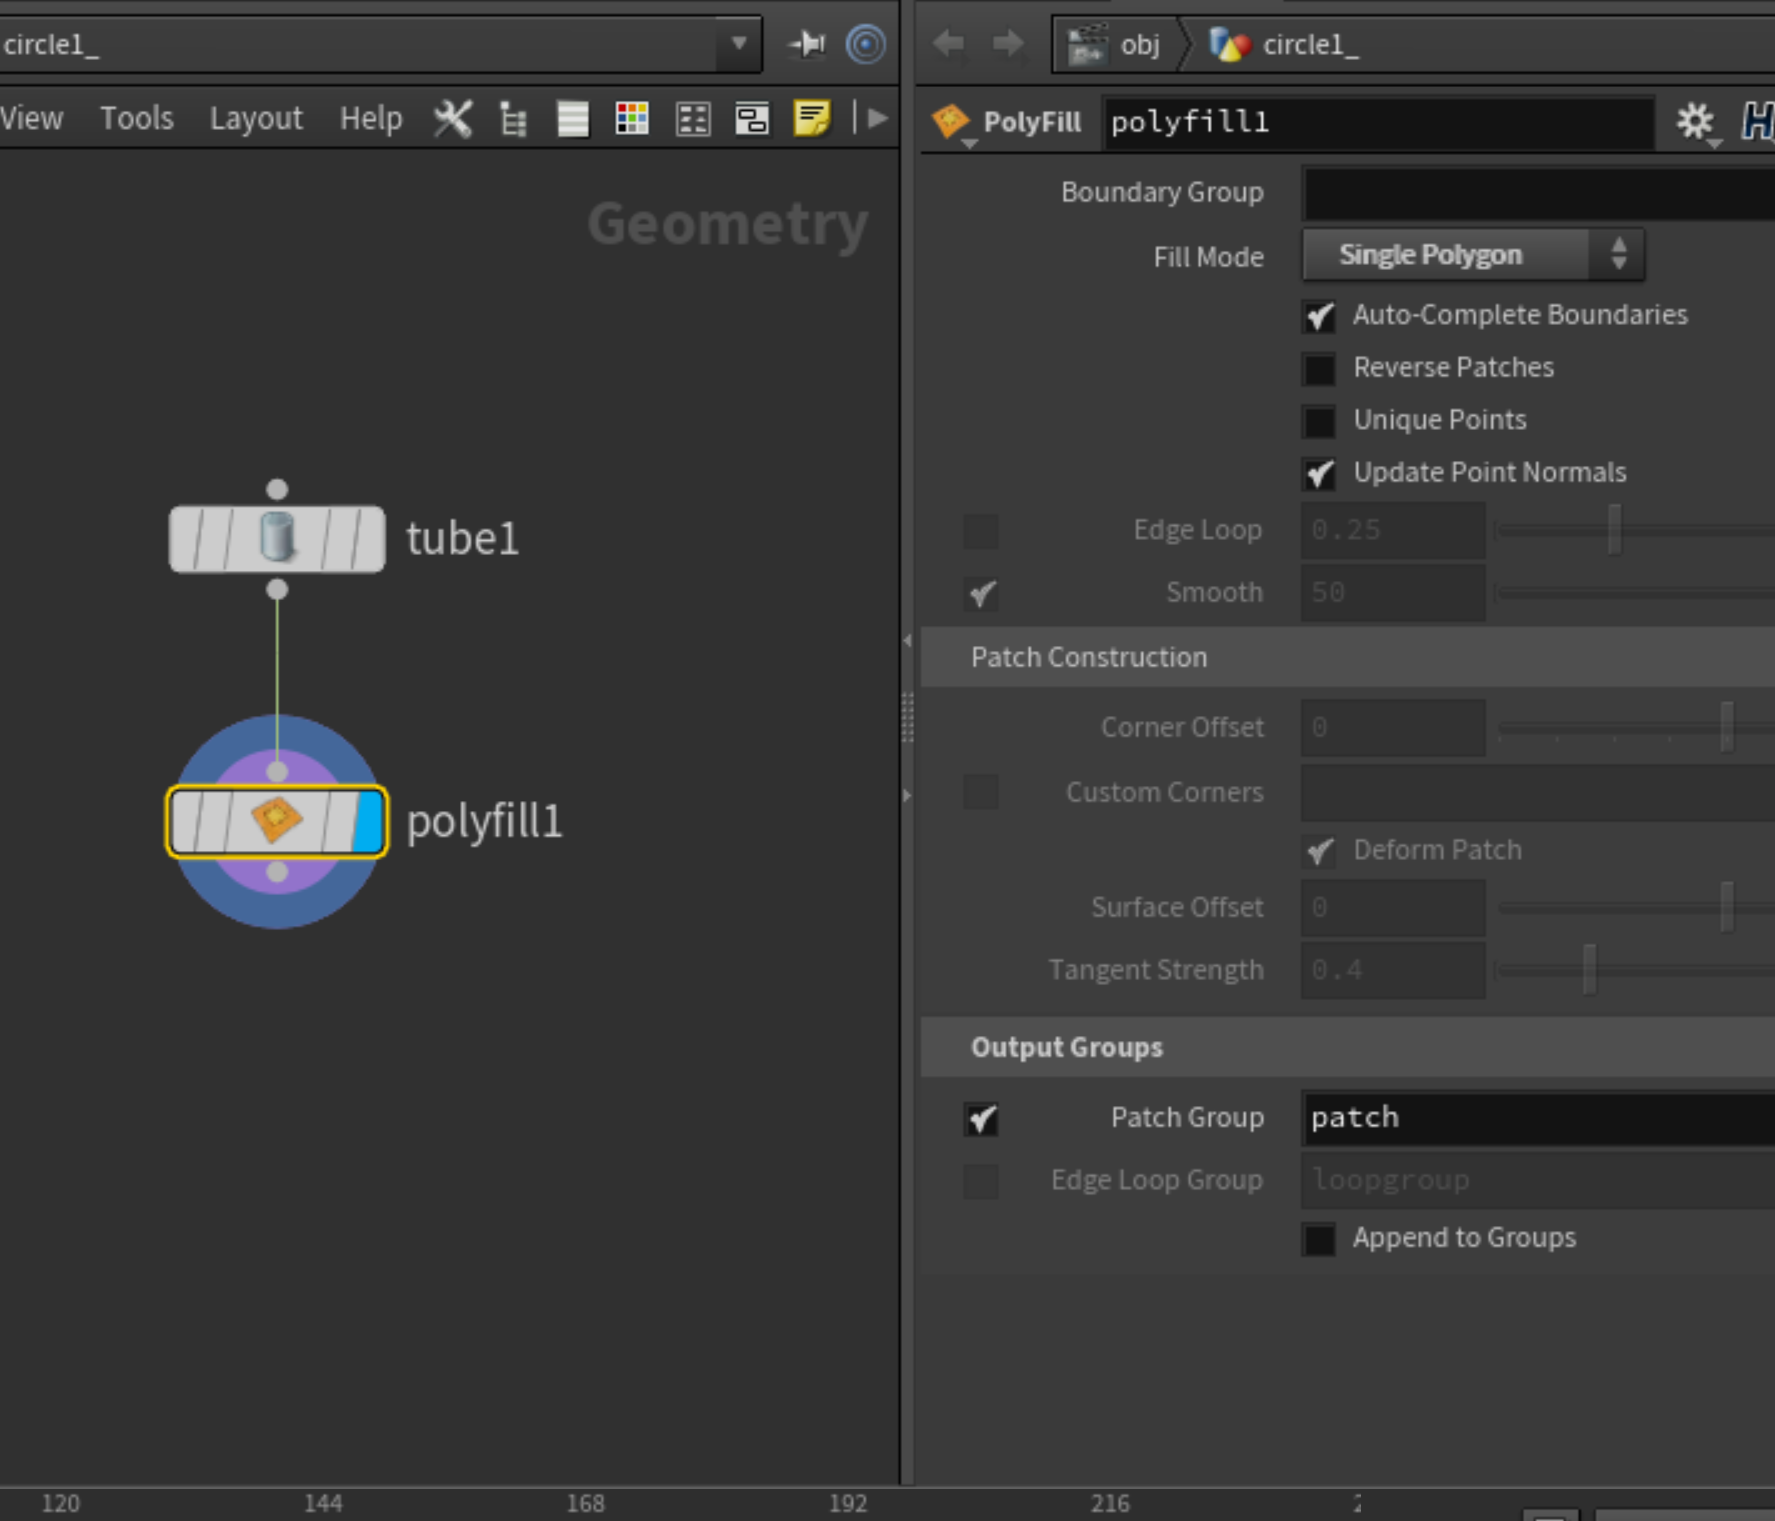 circle1_
obj circle1_
View Tools Layout Help
PolyFill polyfill1
Geometry
tube1
polyfill1
Boundary Group
Fill Mode Single Polygon
Auto-Complete Boundaries
Reverse Patches
Unique Points
Update Point Normals
Edge Loop 0.25
Smooth 50
Patch Construction
Corner Offset 0
Custom Corners
Deform Patch
Surface Offset 0
Tangent Strength 0.4
Output Groups
Patch Group patch
Edge Loop Group loopgroup
Append to Groups
120 144 168 192 216